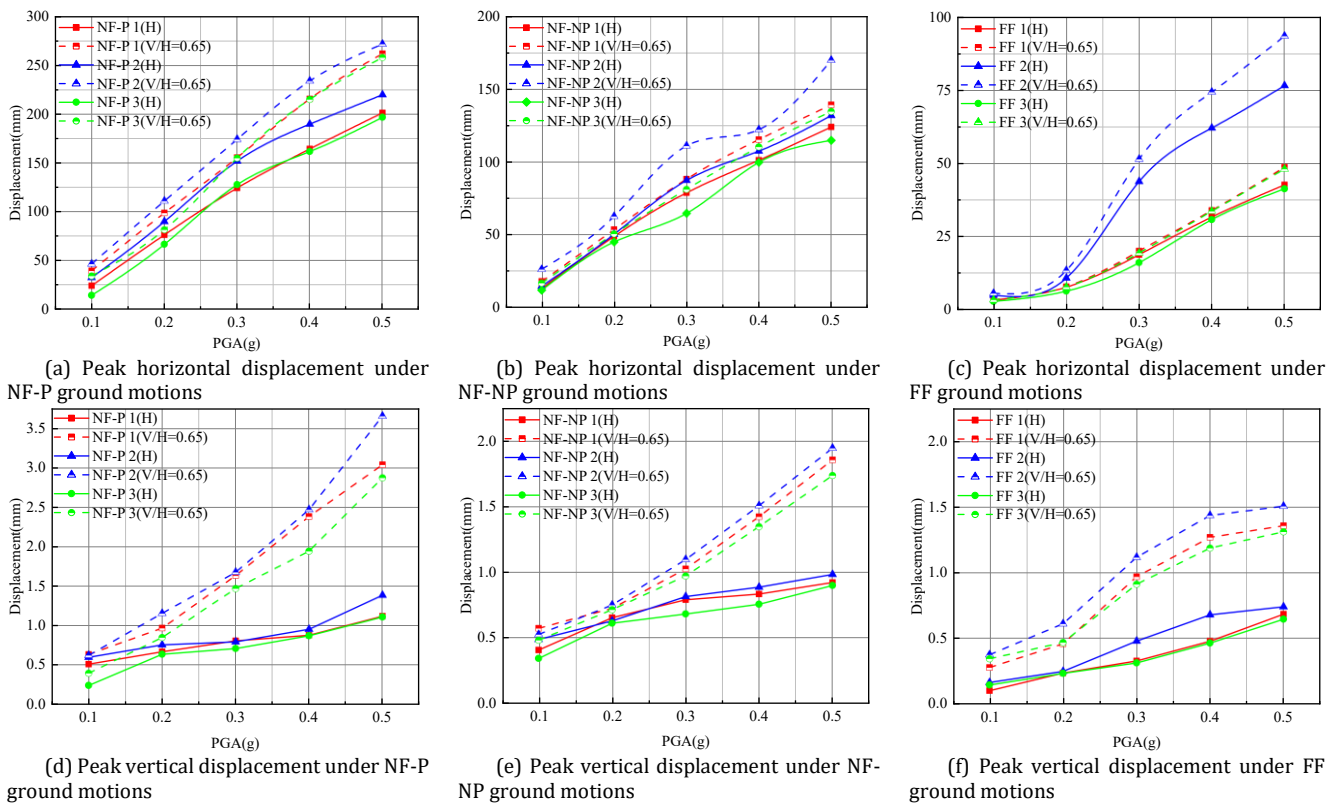 300
250
200
150
100
50
0
Displacement(mm)
NF-P 1(H)
NF-P 1(V/H=0.65)
NF-P 2(H)
NF-P 2(V/H=0.65)
NF-P 3(H)
NF-P 3(V/H=0.65)
0.1 0.2 0.3 0.4 0.5
PGA(g)
(a) Peak horizontal displacement under
NF-P ground motions
200
150
100
50
0
Displacement(mm)
NF-NP 1(H)
NF-NP 1(V/H=0.65)
NF-NP 2(H)
NF-NP 2(V/H=0.65)
NF-NP 3(H)
NF-NP 3(V/H=0.65)
0.1 0.2 0.3 0.4 0.5
PGA(g)
(b) Peak horizontal displacement under
NF-NP ground motions
100
75
50
25
0
Displacement(mm)
FF 1(H)
FF 1(V/H=0.65)
FF 2(H)
FF 2(V/H=0.65)
FF 3(H)
FF 3(V/H=0.65)
0.1 0.2 0.3 0.4 0.5
PGA(g)
(c) Peak horizontal displacement under
FF ground motions
3.5
3.0
2.5
2.0
1.5
1.0
0.5
0.0
Displacement(mm)
NF-P 1(H)
NF-P 1(V/H=0.65)
NF-P 2(H)
NF-P 2(V/H=0.65)
NF-P 3(H)
NF-P 3(V/H=0.65)
0.1 0.2 0.3 0.4 0.5
PGA(g)
(d) Peak vertical displacement under NF-P
ground motions
2.0
1.5
1.0
0.5
0.0
Displacement(mm)
NF-NP 1(H)
NF-NP 1(V/H=0.65)
NF-NP 2(H)
NF-NP 2(V/H=0.65)
NF-NP 3(H)
NF-NP 3(V/H=0.65)
0.1 0.2 0.3 0.4 0.5
PGA(g)
(e) Peak vertical displacement under NF-
NP ground motions
2.0
1.5
1.0
0.5
0.0
Displacement(mm)
FF 1(H)
FF 1(V/H=0.65)
FF 2(H)
FF 2(V/H=0.65)
FF 3(H)
FF 3(V/H=0.65)
0.1 0.2 0.3 0.4 0.5
PGA(g)
(f) Peak vertical displacement under FF
ground motions